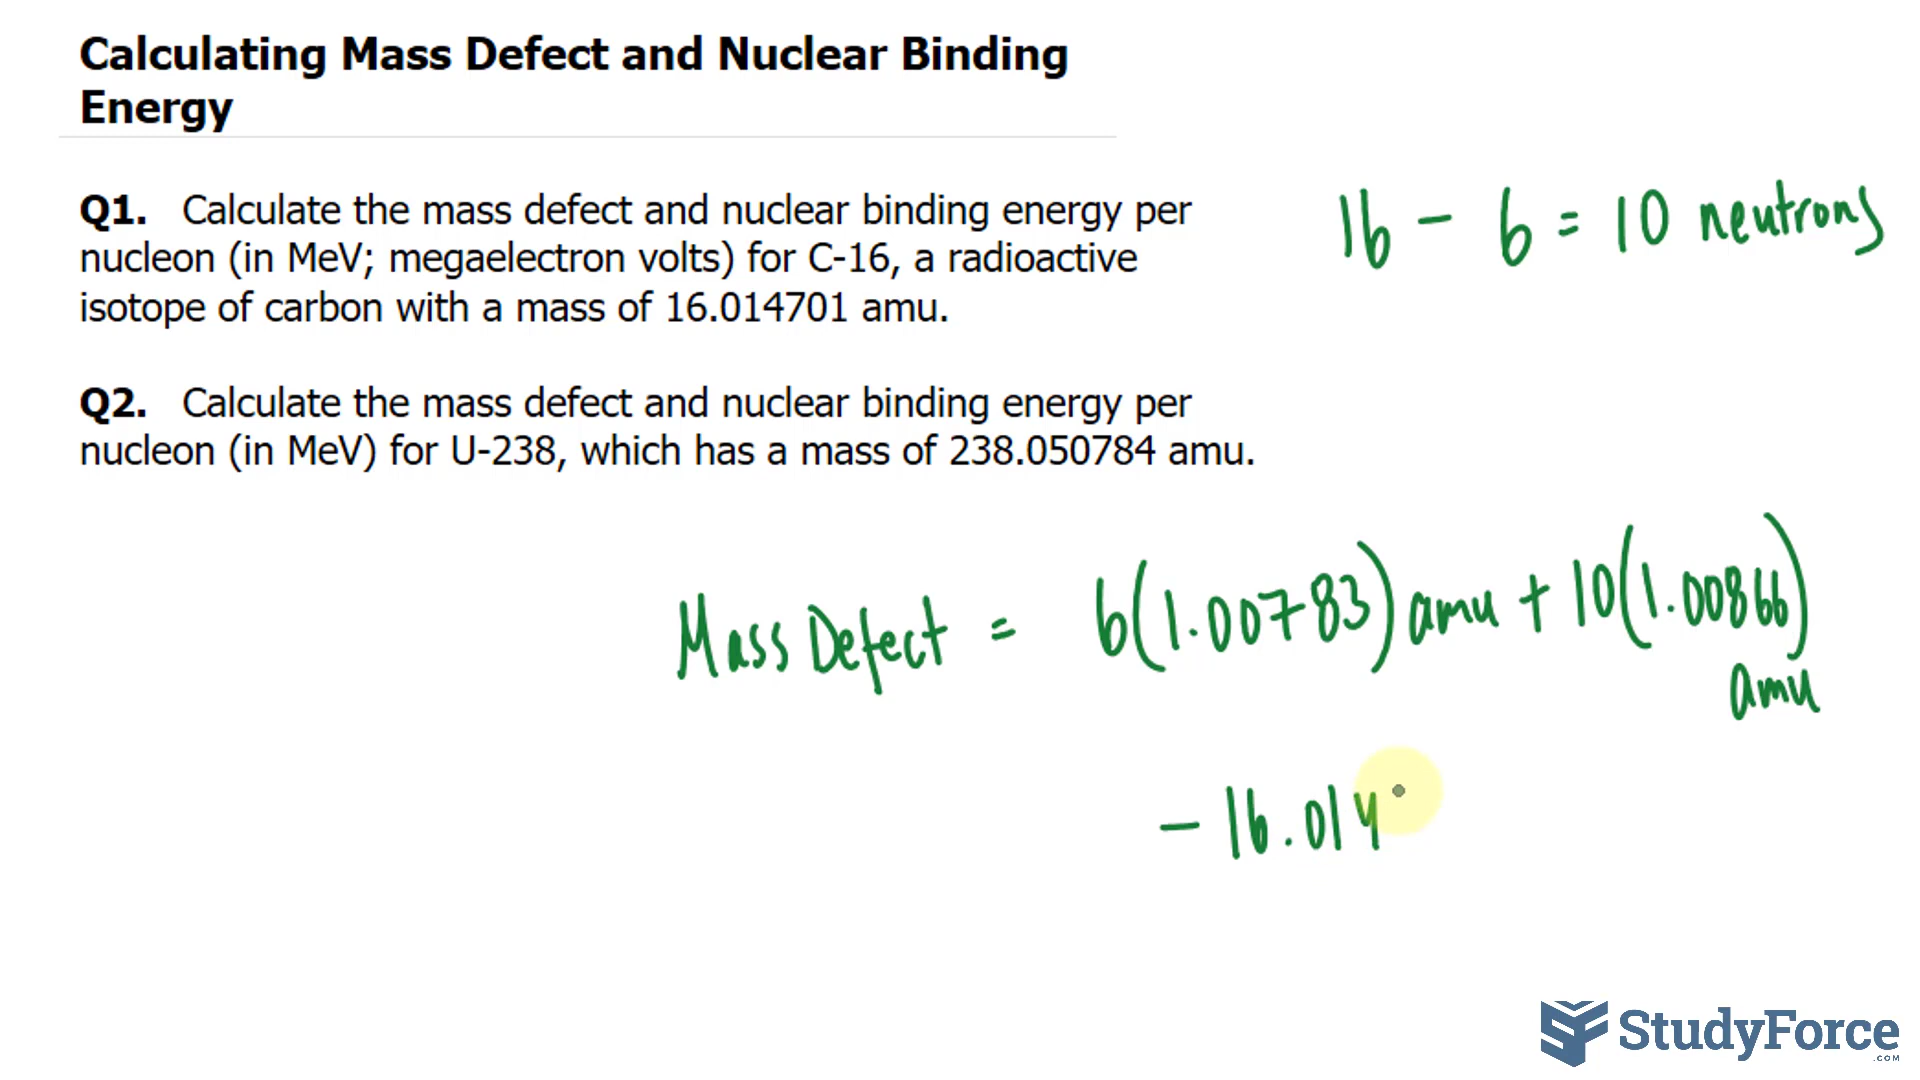 Calculating Mass Defect and Nuclear Binding
Energy
Q1. Calculate the mass defect and nuclear binding energy per
nucleon (in MeV; megaelectron volts) for C-16, a radioactive
isotope of carbon with a mass of 16.014701 amu.
16 - 6 = 10 neutrons
Q2. Calculate the mass defect and nuclear binding energy per
nucleon (in MeV) for U-238, which has a mass of 238.050784 amu.
Mass Defect = 6(1.00783) amu + 10(1.00866)
amu
- 16.014
StudyForce
.COM